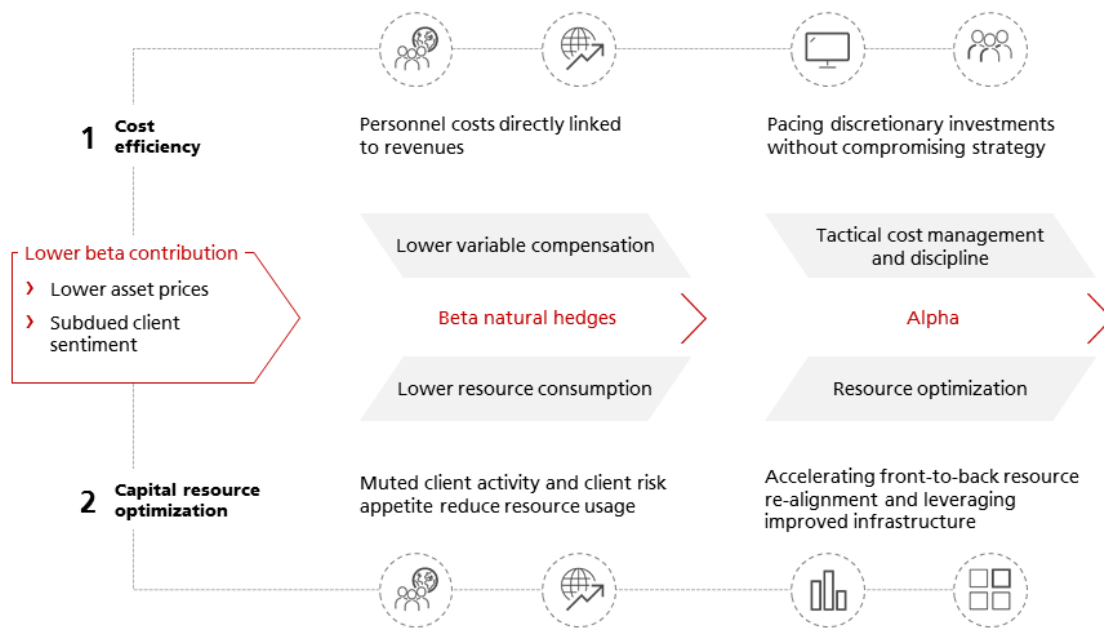 1
Cost
efficiency
Personnel costs directly linked
to revenues
Pacing discretionary investments
without compromising strategy
Lower beta contribution
❯ Lower asset prices
❯ Subdued client
sentiment
Lower variable compensation
Beta natural hedges
Lower resource consumption
Tactical cost management
and discipline
Alpha
Resource optimization
2
Capital resource
optimization
Muted client activity and client risk
appetite reduce resource usage
Accelerating front-to-back resource
re-alignment and leveraging
improved infrastructure